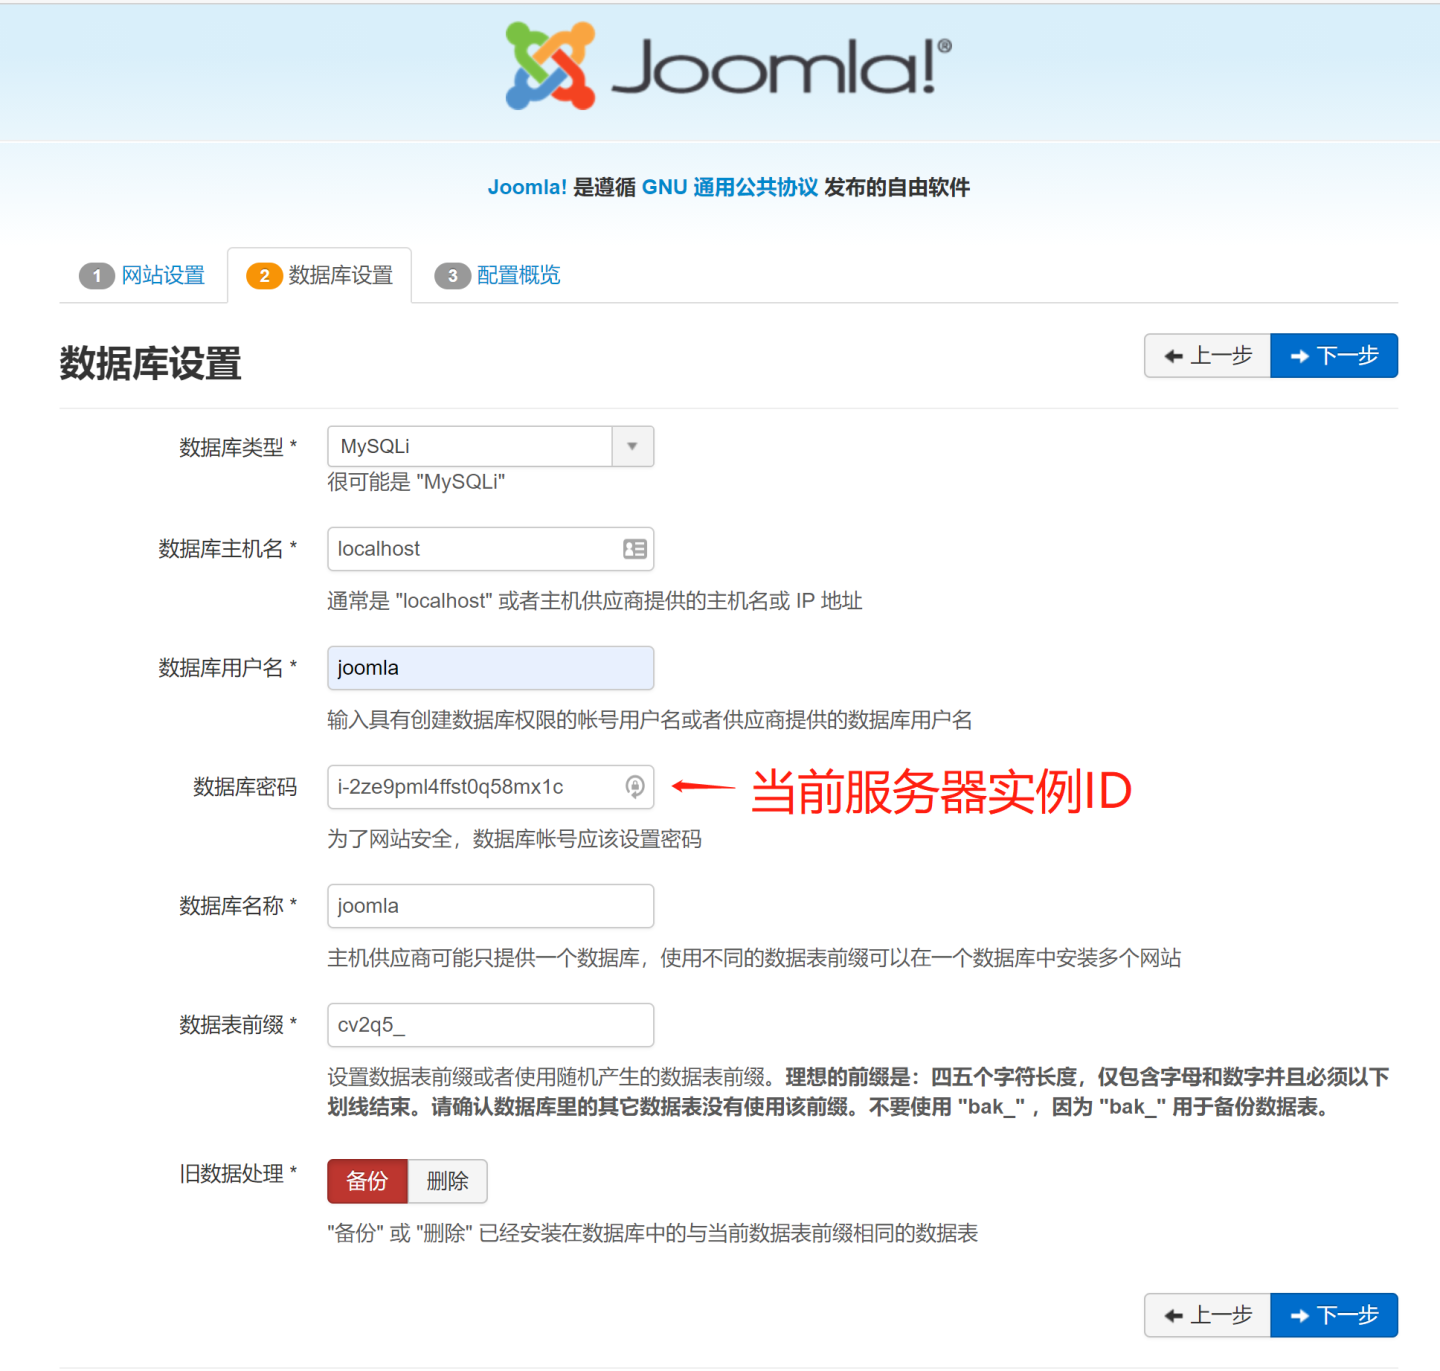 Joomla!®
Joomla! 是遵循 GNU 通用公共协议 发布的自由软件
1 网站设置
2 数据库设置
3 配置概览
数据库设置
上一步
下一步
数据库类型 *
MySQLi
很可能是 "MySQLi"
数据库主机名 *
localhost
通常是 "localhost" 或者主机供应商提供的主机名或 IP 地址
数据库用户名 *
joomla
输入具有创建数据库权限的帐号用户名或者供应商提供的数据库用户名
数据库密码
i-2ze9pml4ffst0q58mx1c
当前服务器实例ID
为了网站安全，数据库帐号应该设置密码
数据库名称 *
joomla
主机供应商可能只提供一个数据库，使用不同的数据表前缀可以在一个数据库中安装多个网站
数据表前缀 *
cv2q5_
设置数据表前缀或者使用随机产生的数据表前缀。理想的前缀是：四五个字符长度，仅包含字母和数字并且必须以下
划线结束。请确认数据库里的其它数据表没有使用该前缀。不要使用 "bak_" ，因为 "bak_" 用于备份数据表。
旧数据处理 *
备份
删除
"备份" 或 "删除" 已经安装在数据库中的与当前数据表前缀相同的数据表
上一步
下一步